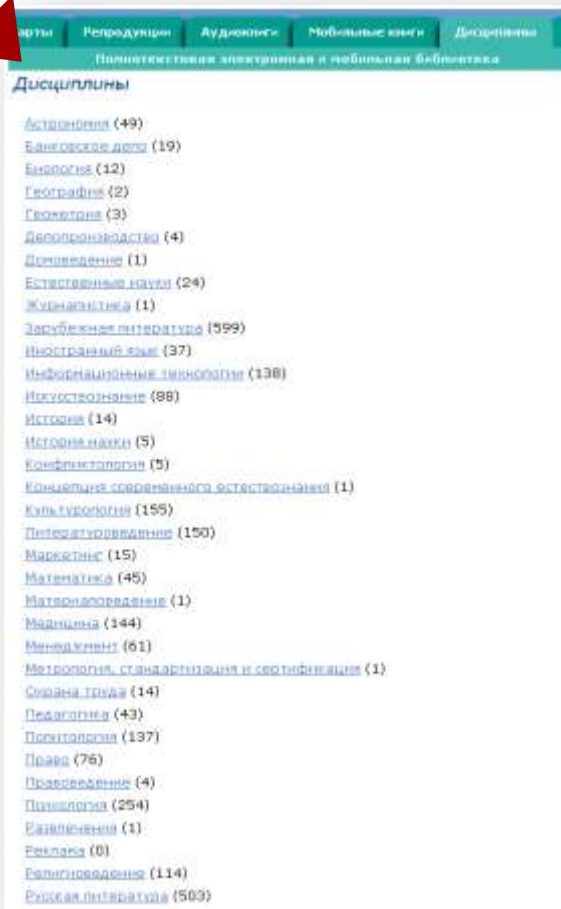 арты Репродукции Аудиокниги Мобильные книги Дисциплины
Полнотекстовая электронная и мобильная библиотека
Дисциплины
Астрономия (49)
Банковское дело (19)
Биология (12)
География (2)
Геометрия (3)
Делопроизводство (4)
Домоведение (1)
Естественные науки (24)
Журналистика (1)
Зарубежная литература (599)
Иностранный язык (37)
Информационные технологии (138)
Искусствознание (88)
История (14)
История науки (5)
Конфликтология (5)
Концепция современного естествознания (1)
Культурология (155)
Литературоведение (150)
Маркетинг (15)
Математика (45)
Материаловедение (1)
Медицина (144)
Менеджмент (61)
Метрология, стандартизация и сертификация (1)
Охрана труда (14)
Педагогика (43)
Политология (137)
Право (76)
Правоведение (4)
Психология (254)
Развлечения (1)
Реклама (8)
Религиоведение (114)
Русская литература (503)